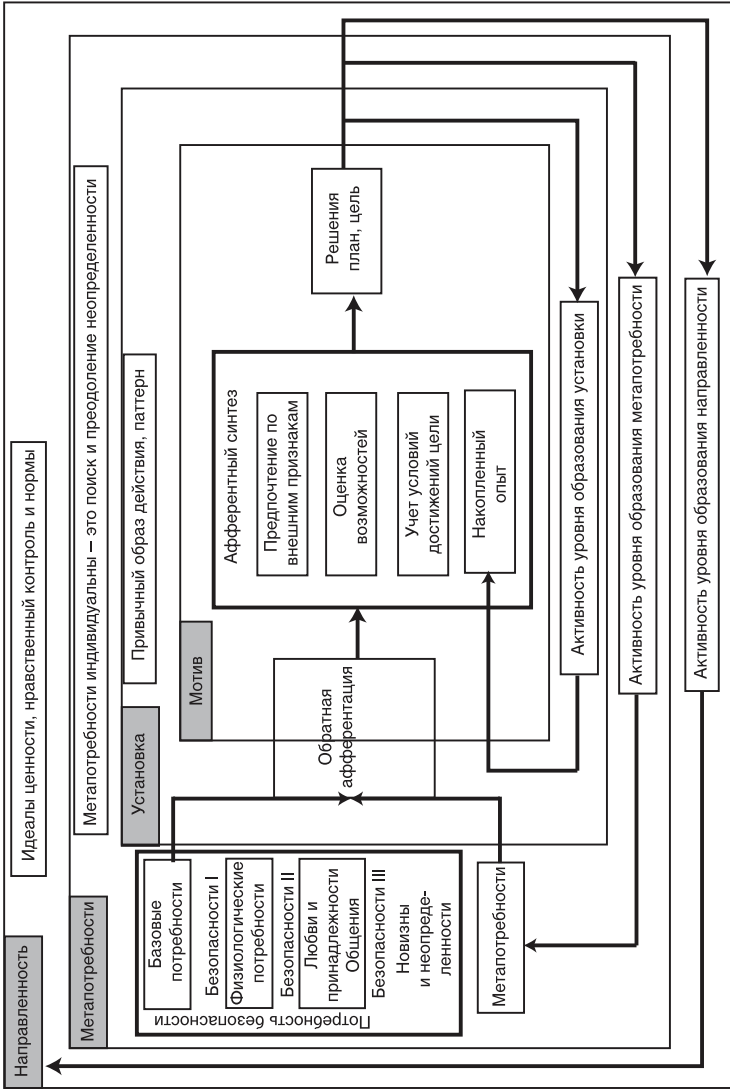 Направленность
Идеалы ценности, нравственный контроль и нормы
Метапотребности
Метапотребности индивидуальны – это поиск и преодоление неопределенности
Установка
Привычный образ действия, паттерн
Мотив
Потребность безопасности
Базовые
потребности
Безопасности I
Физиологические
потребности
Безопасности II
Любви и
принадлежности
Общения
Безопасности III
Новизны
и неопреде-
ленности
Метапотребности
Обратная
афферентация
Афферентный синтез
Предпочтение по
внешним признакам
Оценка
возможностей
Учет условий
достижений цели
Накопленный
опыт
Решения
план, цель
Активность уровня образования установки
Активность уровня образования метапотребности
Активность уровня образования направленности